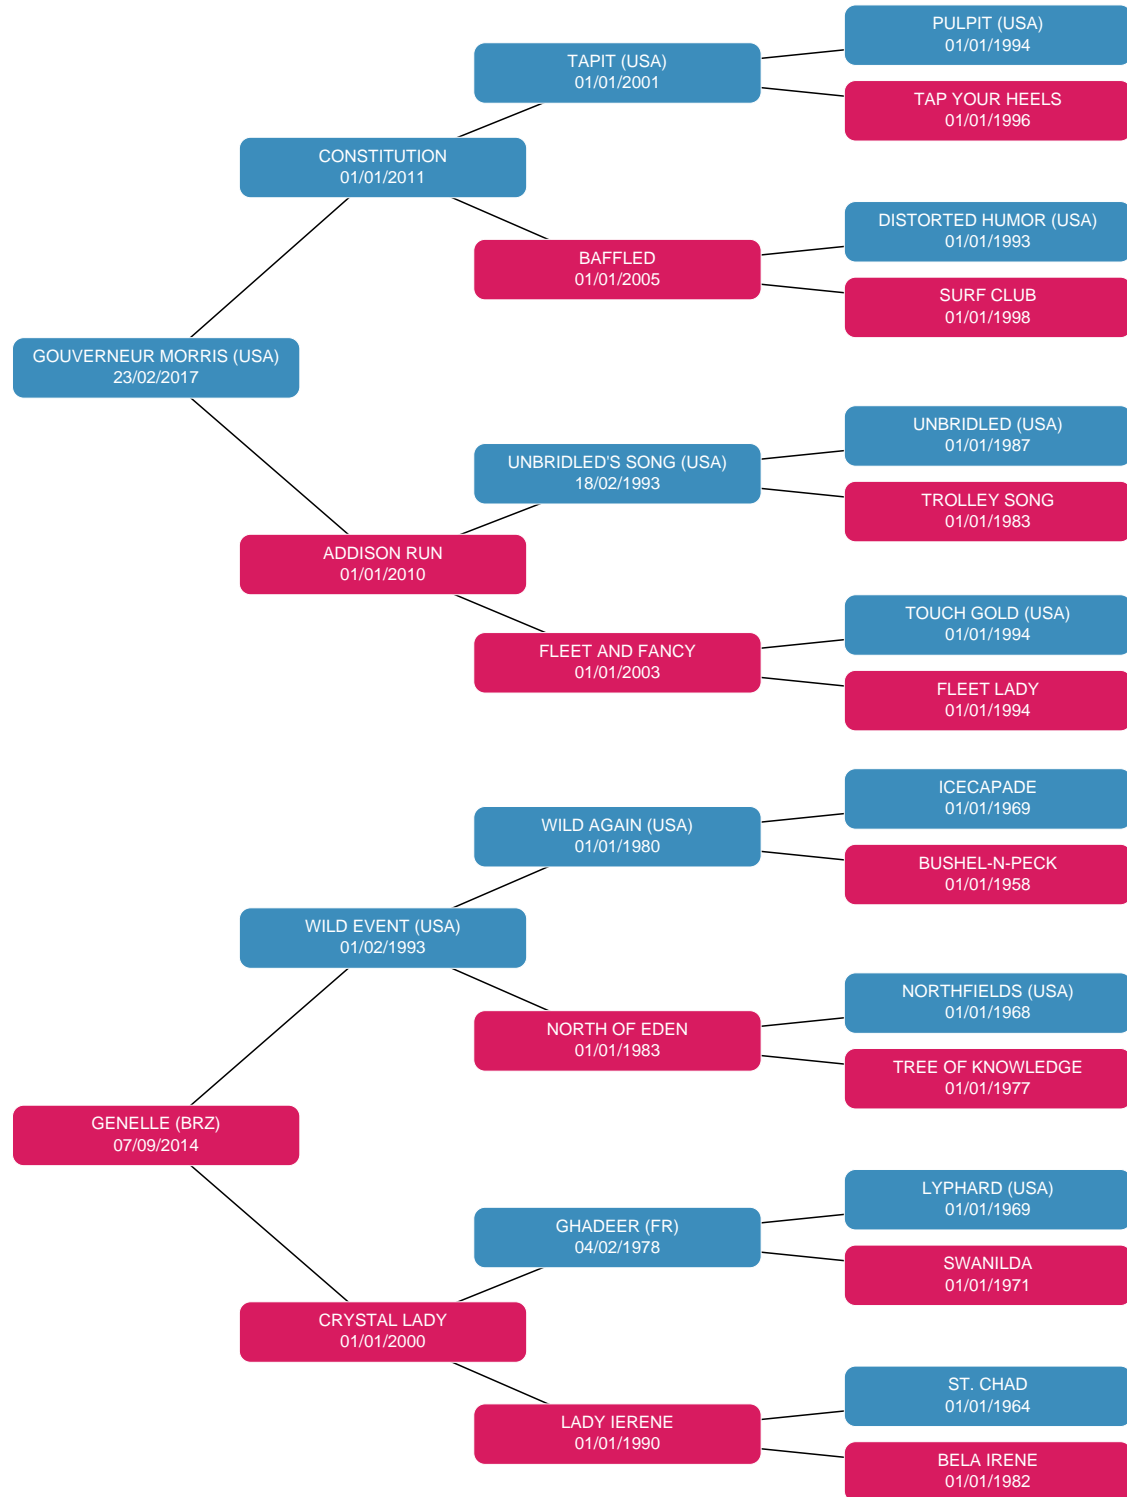 PULPIT (USA)
01/01/1994
TAPIT (USA)
01/01/2001
TAP YOUR HEELS
01/01/1996
CONSTITUTION
01/01/2011
DISTORTED HUMOR (USA)
01/01/1993
BAFFLED
01/01/2005
SURF CLUB
01/01/1998
GOUVERNEUR MORRIS (USA)
23/02/2017
UNBRIDLED (USA)
01/01/1987
UNBRIDLED'S SONG (USA)
18/02/1993
TROLLEY SONG
01/01/1983
ADDISON RUN
01/01/2010
TOUCH GOLD (USA)
01/01/1994
FLEET AND FANCY
01/01/2003
FLEET LADY
01/01/1994
ICECAPADE
01/01/1969
WILD AGAIN (USA)
01/01/1980
BUSHEL-N-PECK
01/01/1958
WILD EVENT (USA)
01/02/1993
NORTHFIELDS (USA)
01/01/1968
NORTH OF EDEN
01/01/1983
TREE OF KNOWLEDGE
01/01/1977
GENELLE (BRZ)
07/09/2014
LYPHARD (USA)
01/01/1969
GHADEER (FR)
04/02/1978
SWANILDA
01/01/1971
CRYSTAL LADY
01/01/2000
ST. CHAD
01/01/1964
LADY IERENE
01/01/1990
BELA IRENE
01/01/1982